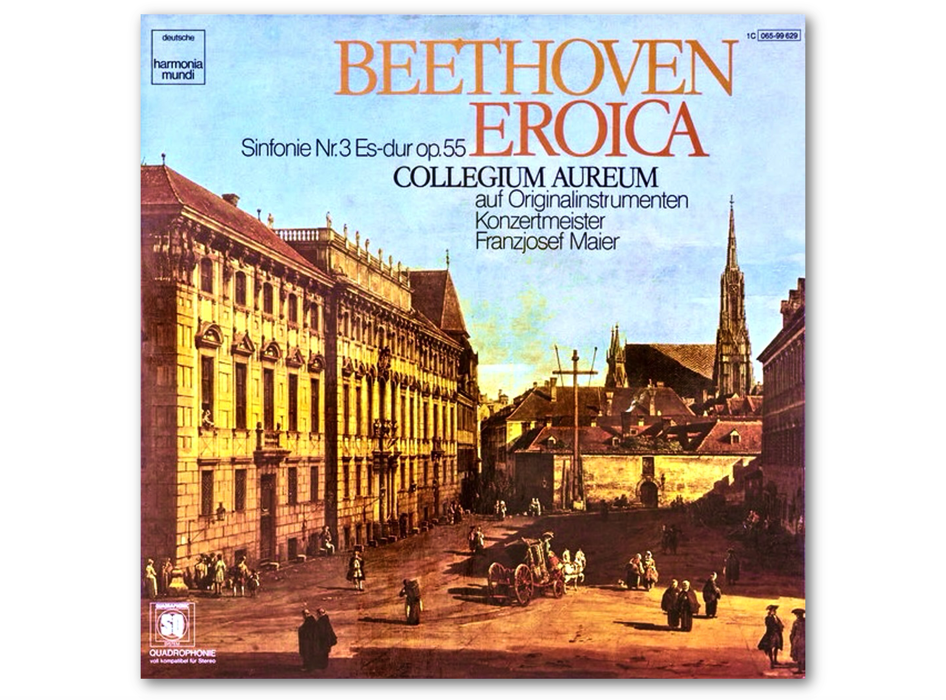 deutsche
harmonia
mundi
1C 065-99 629
BEETHOVEN
EROICA
Sinfonie Nr.3 Es-dur op.55
COLLEGIUM AUREUM
auf Originalinstrumenten
Konzertmeister
Franzjosef Maier
SQ
QUADROPHONIE
voll kompatibel für Stereo